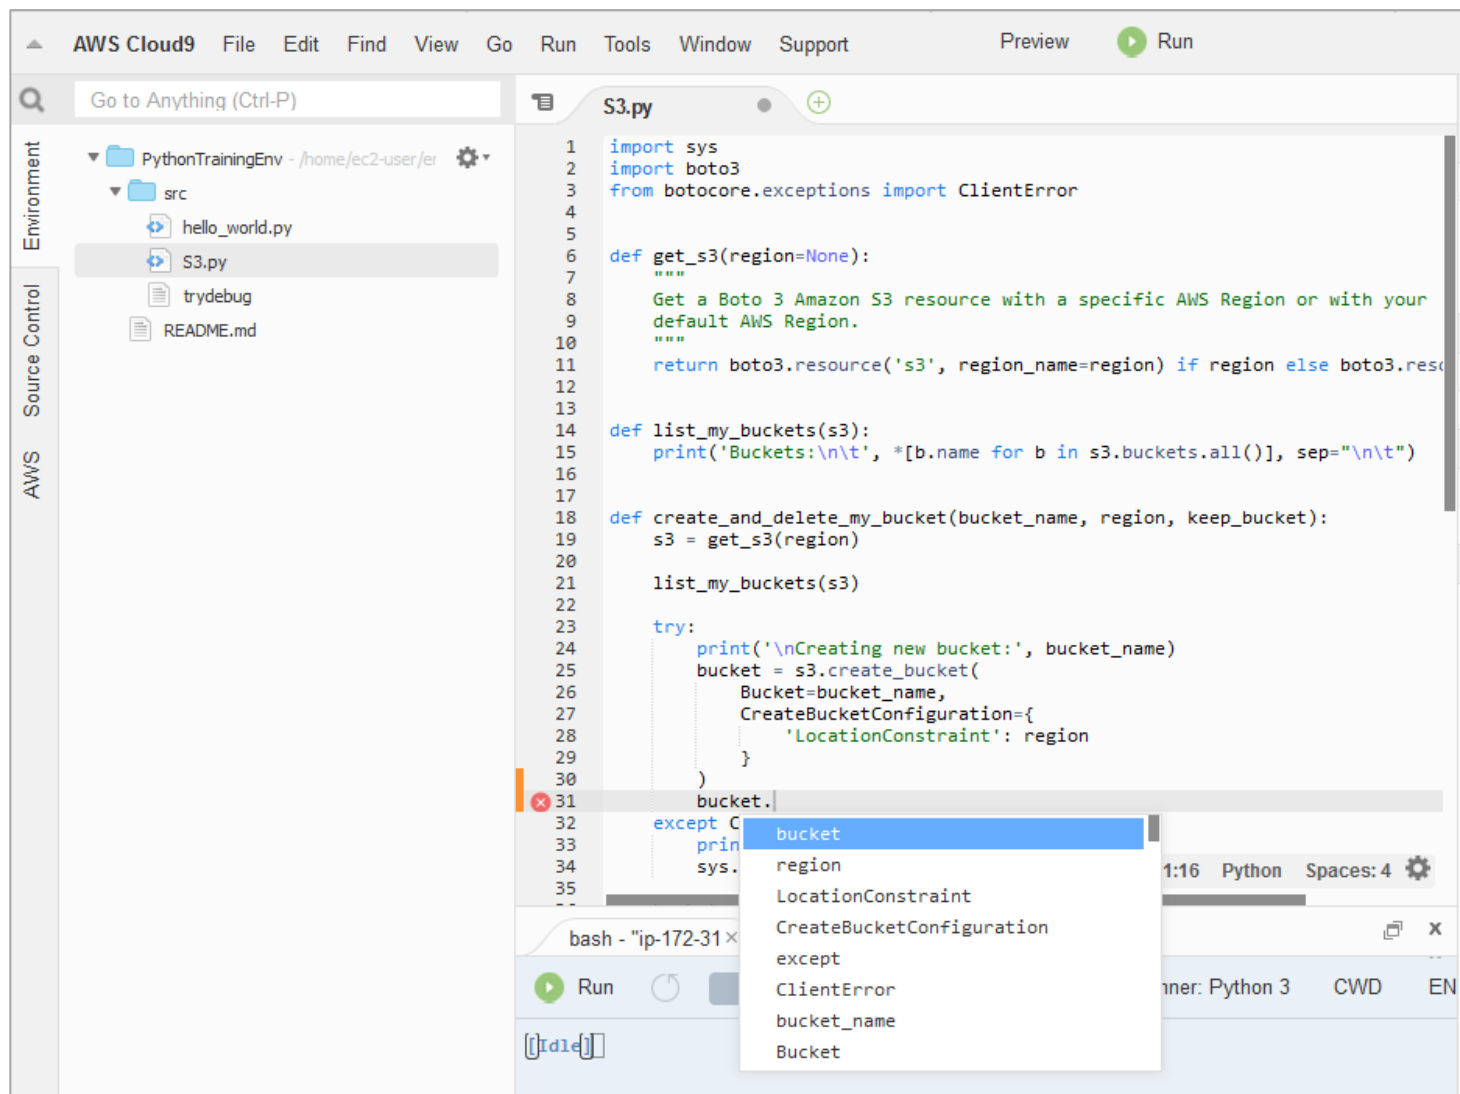 AWS Cloud9 File Edit Find View Go Run Tools Window Support Preview Run
Go to Anything (Ctrl-P)
Environment
Source Control
AWS
PythonTrainingEnv - /home/ec2-user/er
src
hello_world.py
S3.py
trydebug
README.md
S3.py
1 import sys
2 import boto3
3 from botocore.exceptions import ClientError
4
5
6 def get_s3(region=None):
7 """
8 Get a Boto 3 Amazon S3 resource with a specific AWS Region or with your
9 default AWS Region.
10 """
11 return boto3.resource('s3', region_name=region) if region else boto3.resc
12
13
14 def list_my_buckets(s3):
15 print('Buckets:\n\t', *[b.name for b in s3.buckets.all()], sep="\n\t")
16
17
18 def create_and_delete_my_bucket(bucket_name, region, keep_bucket):
19 s3 = get_s3(region)
20
21 list_my_buckets(s3)
22
23 try:
24 print('\nCreating new bucket:', bucket_name)
25 bucket = s3.create_bucket(
26 Bucket=bucket_name,
27 CreateBucketConfiguration={
28 'LocationConstraint': region
29 }
30 )
31 bucket.
32 except C
33 prin
34 sys.
35
bucket
region
LocationConstraint
CreateBucketConfiguration
except
ClientError
bucket_name
Bucket
1:16 Python Spaces: 4
bash - "ip-172-31
Run nner: Python 3 CWD EN
[Idle]